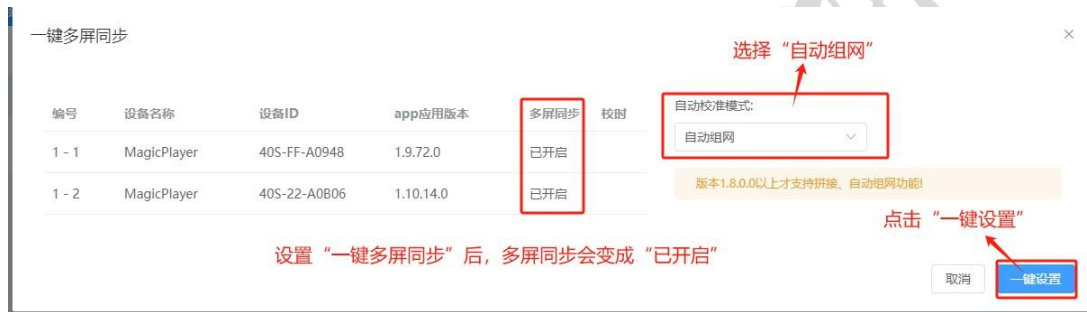 一键多屏同步
选择“自动组网”
编号 设备名称 设备ID app应用版本 多屏同步 校时
自动校准模式:
自动组网
1 - 1 MagicPlayer 40S-FF-A0948 1.9.72.0 已开启
版本1.8.0.0以上才支持拼接、自动组网功能!
1 - 2 MagicPlayer 40S-22-A0B06 1.10.14.0 已开启
点击“一键设置”
设置“一键多屏同步”后，多屏同步会变成“已开启”
取消 一键设置